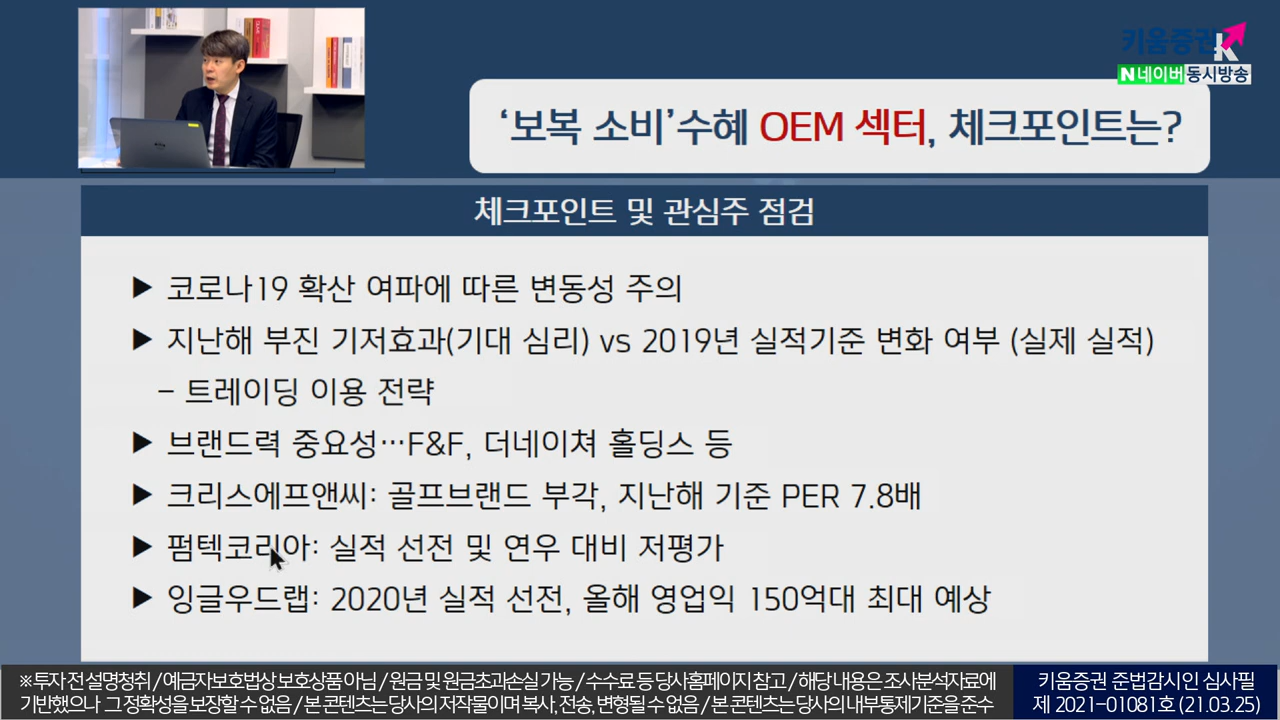 키움증권
N네이버동시방송
‘보복 소비’수혜 OEM 섹터, 체크포인트는?
체크포인트 및 관심주 점검
▶ 코로나19 확산 여파에 따른 변동성 주의
▶ 지난해 부진 기저효과(기대 심리) vs 2019년 실적기준 변화 여부 (실제 실적)
– 트레이딩 이용 전략
▶ 브랜드력 중요성…F&F, 더네이쳐 홀딩스 등
▶ 크리스에프앤씨: 골프브랜드 부각, 지난해 기준 PER 7.8배
▶ 펌텍코리아: 실적 선전 및 연우 대비 저평가
▶ 잉글우드랩: 2020년 실적 선전, 올해 영업익 150억대 최대 예상
※ 투자 전 설명청취 / 예금자보호법상 보호상품 아님 / 원금 및 원금초과손실 가능 / 수수료 등 당사홈페이지 참고 / 해당 내용은 조사분석자료에
기반했으나 그 정확성을 보장할 수 없음 / 본 콘텐츠는 당사의 저작물이며 복사, 전송, 변형될 수 없음 / 본 콘텐츠는 당사의 내부통제기준을 준수
키움증권 준법감시인 심사필
제 2021-01081호 (21.03.25)